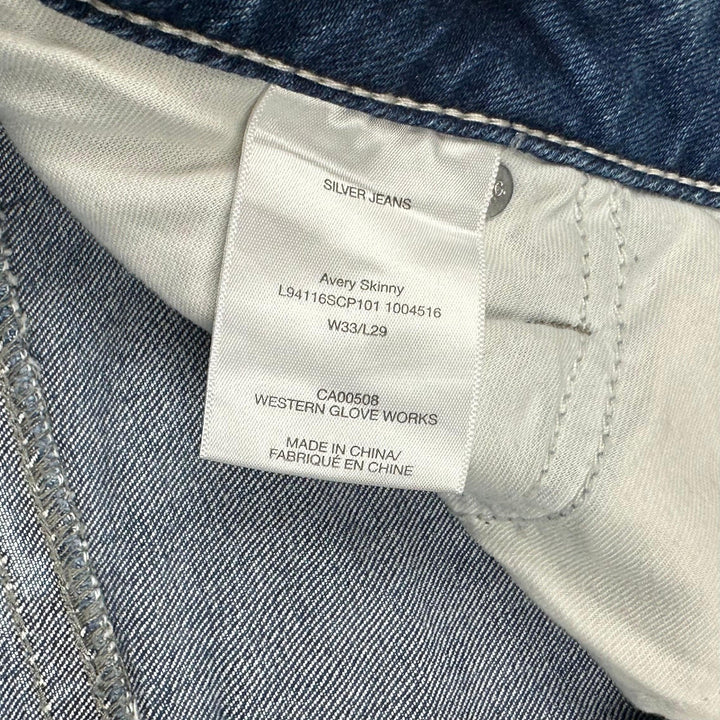 SILVER JEANS
Avery Skinny
L94116SCP101 1004516
W33/L29
CA00508
WESTERN GLOVE WORKS
MADE IN CHINA/
FABRIQUÉ EN CHINE